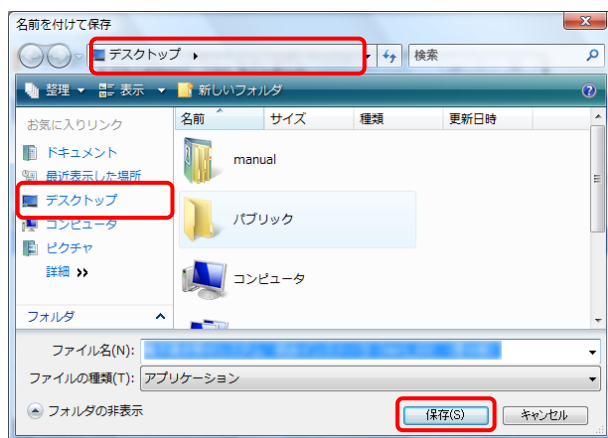 名前を付けて保存
デスクトップ
検索
整理 表示 新しいフォルダ
お気に入りリンク
ドキュメント
最近表示した場所
デスクトップ
コンピュータ
ピクチャ
詳細 >>
フォルダ
名前 サイズ 種類 更新日時
manual
パブリック
コンピュータ
ファイル名(N):
ファイルの種類(T): アプリケーション
フォルダの非表示
保存(S) キャンセル